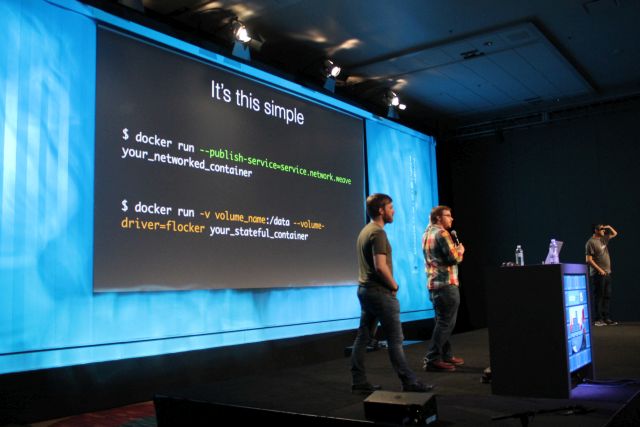 It's this simple
$ docker run --publish-service=service.network.weave
your_networked_container
$ docker run -v volume_name:/data --volume-
driver=flocker your_stateful_container